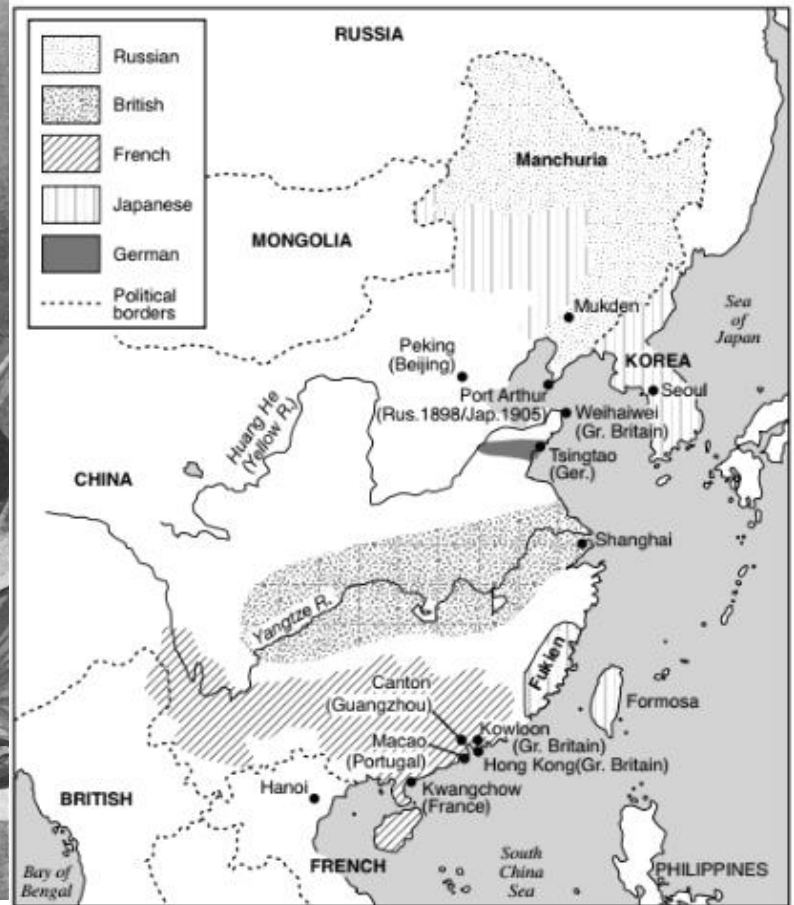 Russian
British
French
Japanese
German
Political
borders
RUSSIA
Manchuria
MONGOLIA
Mukden
Sea
of
Japan
Peking
(Beijing)
KOREA
Port Arthur
(Rus.1898/Jap.1905)
Seoul
Weihaiwei
(Gr. Britain)
Huang He
(Yellow R.)
Tsingtao
(Ger.)
CHINA
Shanghai
Yangtze R.
Fukien
Canton
(Guangzhou)
Formosa
Kowloon
(Gr. Britain)
Macao
(Portugal)
Hong Kong(Gr. Britain)
Hanoi
Kwangchow
(France)
BRITISH
FRENCH
South
China
Sea
PHILIPPINES
Bay of
Bengal